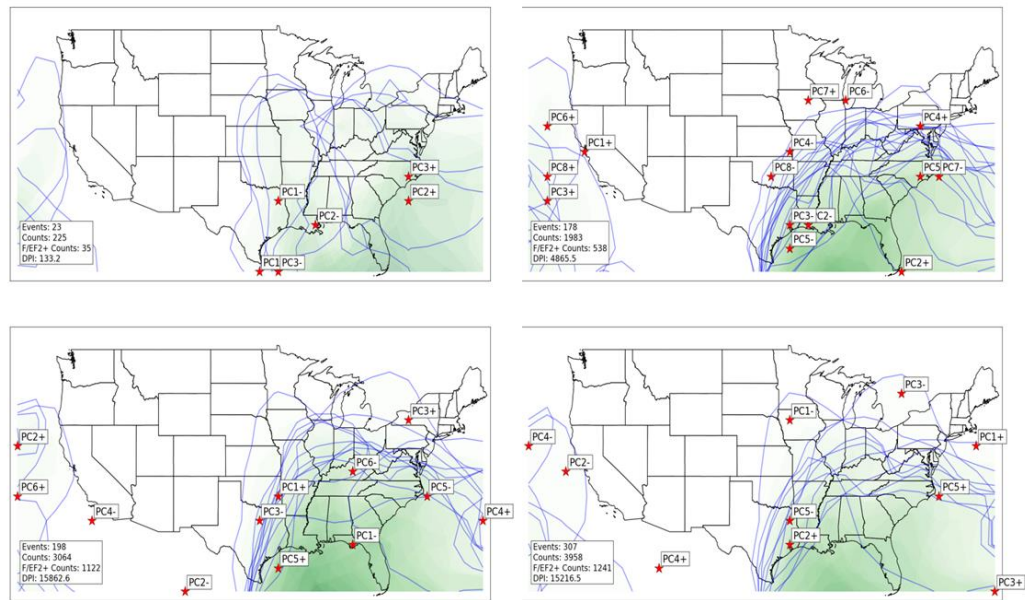 PC3+
PC2+
PC1-
PC2-
PC1
PC3-
Events: 23
Counts: 225
F/EF2+ Counts: 35
DPI: 133.2
PC7+
PC6-
PC6+
PC4+
PC1+
PC4-
PC8+
PC8-
PC5
PC7-
PC3+
PC3-
C2-
PC5-
PC2+
Events: 178
Counts: 1983
F/EF2+ Counts: 538
DPI: 4865.5
PC3+
PC2+
PC6-
PC6+
PC1+
PC5-
PC4-
PC3-
PC4+
PC1-
PC5+
PC2-
Events: 198
Counts: 3064
F/EF2+ Counts: 1122
DPI: 15862.6
PC3-
PC1-
PC4-
PC1+
PC2-
PC5+
PC5-
PC2+
PC4+
PC3+
Events: 307
Counts: 3958
F/EF2+ Counts: 1241
DPI: 15216.5